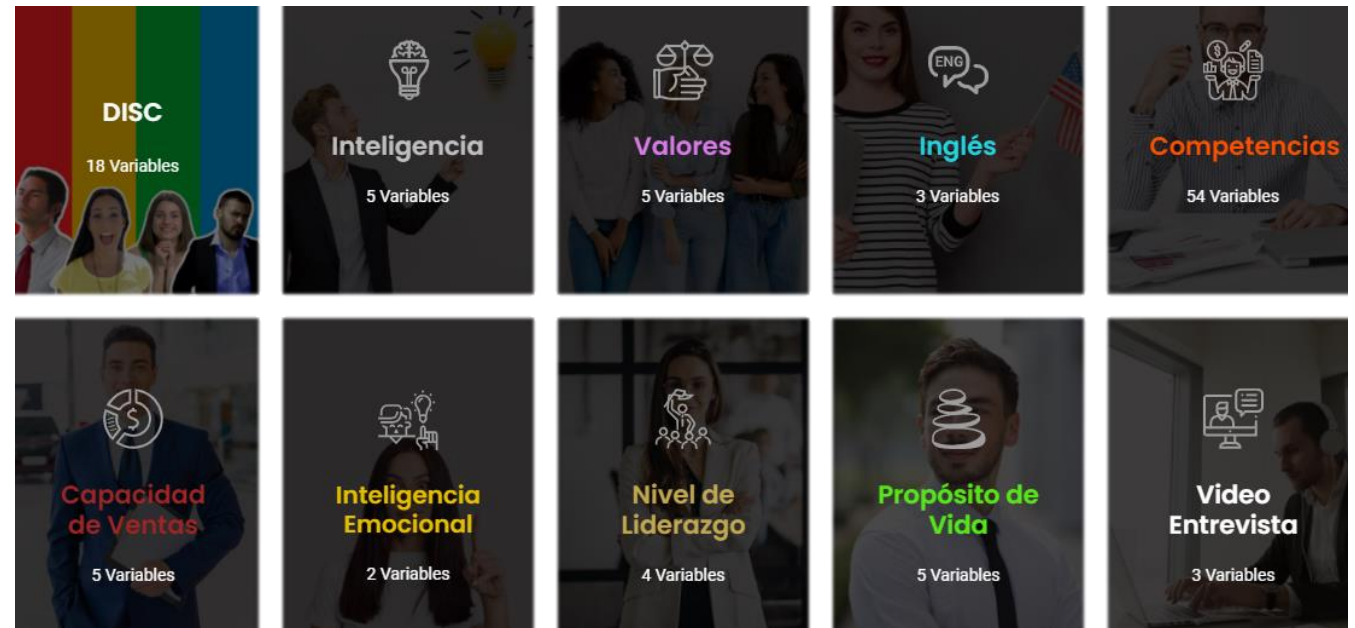 DISC
18 Variables
Inteligencia
5 Variables
Valores
5 Variables
ENG
Inglés
3 Variables
Competencias
54 Variables
Capacidad
de Ventas
5 Variables
Inteligencia
Emocional
2 Variables
Nivel de
Liderazgo
4 Variables
Propósito de
Vida
5 Variables
Video
Entrevista
3 Variables